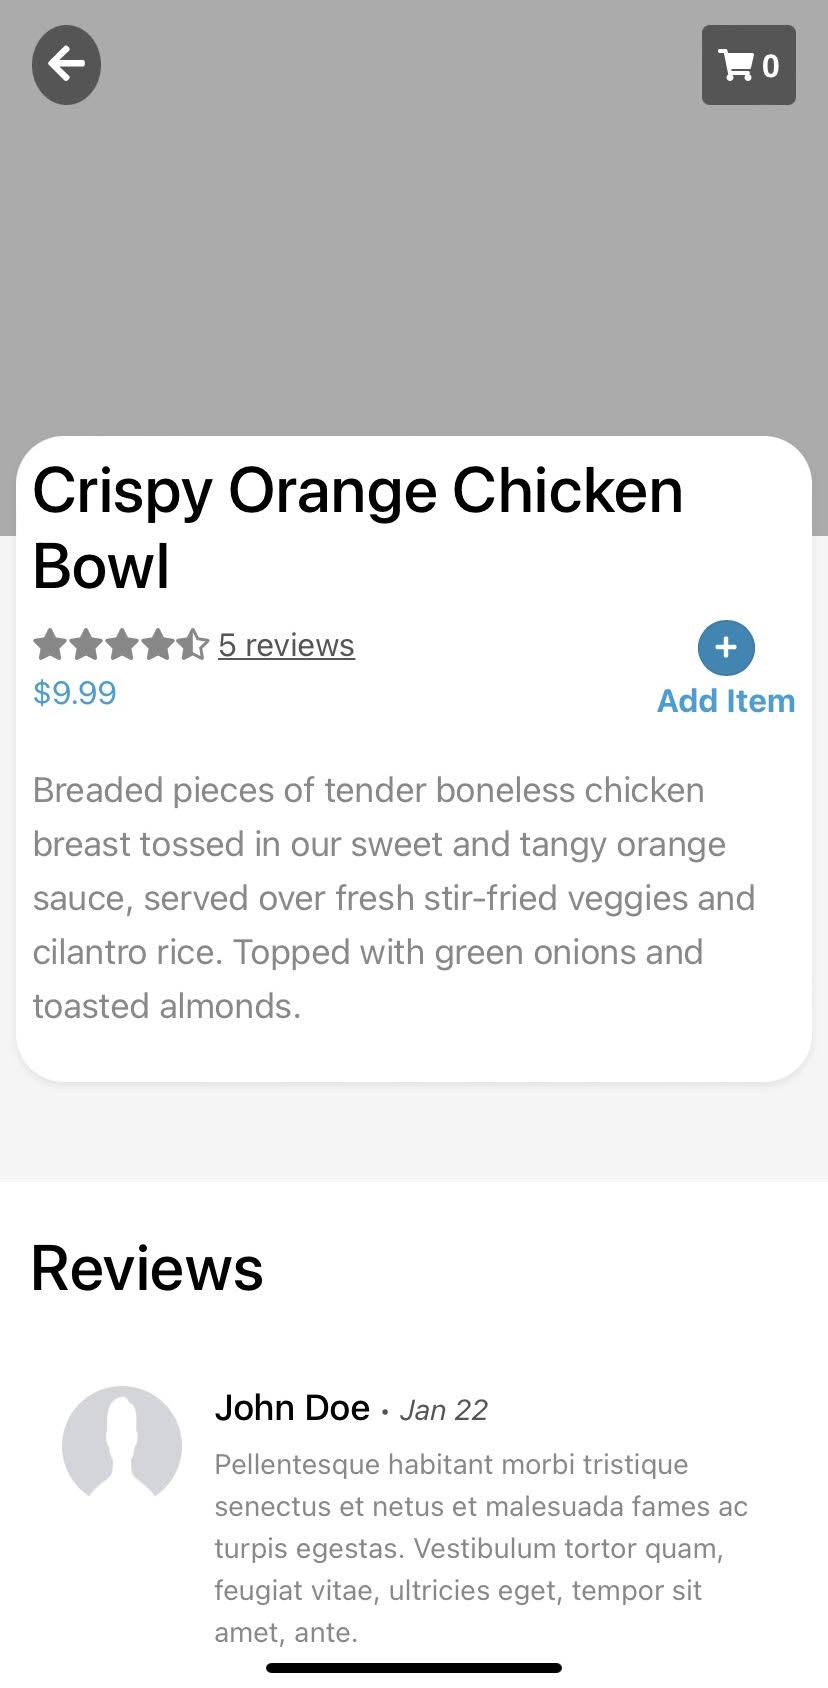 0
Crispy Orange Chicken
Bowl
5 reviews
$9.99
Add Item
Breaded pieces of tender boneless chicken
breast tossed in our sweet and tangy orange
sauce, served over fresh stir-fried veggies and
cilantro rice. Topped with green onions and
toasted almonds.
Reviews
John Doe • Jan 22
Pellentesque habitant morbi tristique
senectus et netus et malesuada fames ac
turpis egestas. Vestibulum tortor quam,
feugiat vitae, ultricies eget, tempor sit
amet, ante.